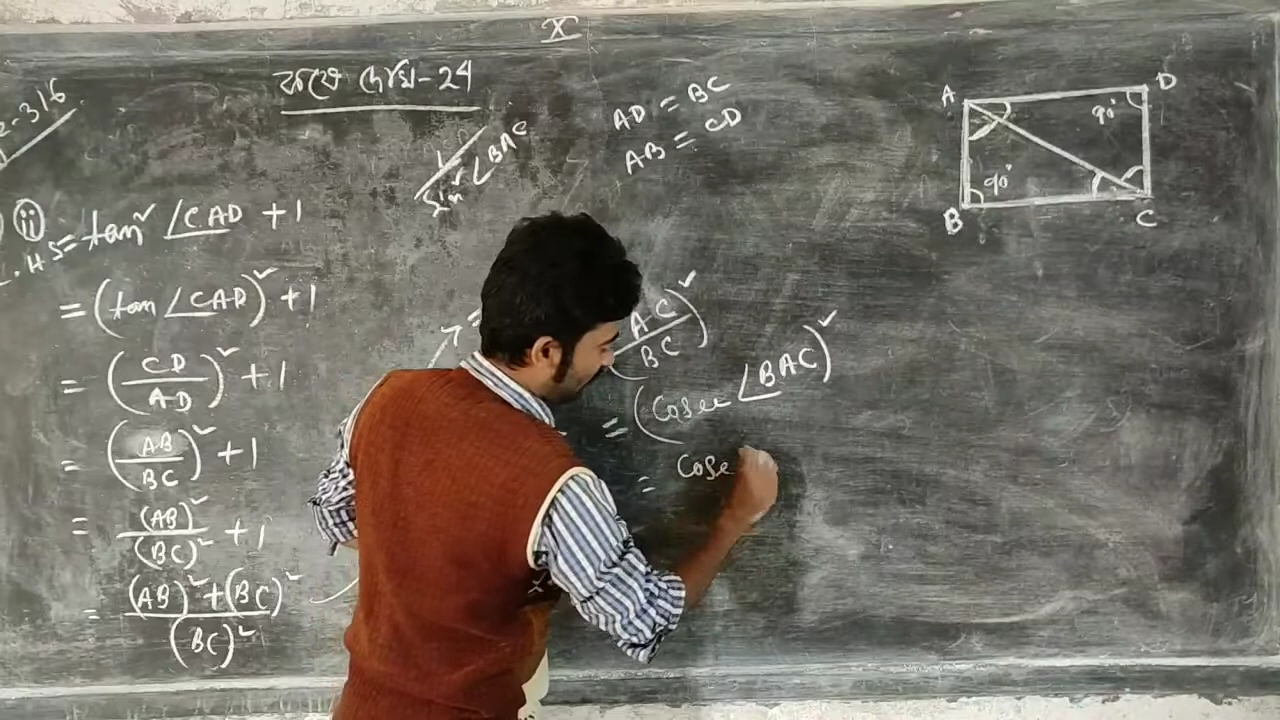 X
কষে দেখি-24
AD = BC
AB = CD
1/sin² ∠BAC
ii
L.H.S = tan² ∠CAD + 1
= (tan ∠CAD)² + 1
= (CD/AD)² + 1
= (AB/BC)² + 1
= (AB)²/(BC)² + 1
= (AB)² + (BC)²/(BC)²
(AC/BC)²
= (Cosec ∠BAC)²
= Cose
A
D
90°
90°
B
C